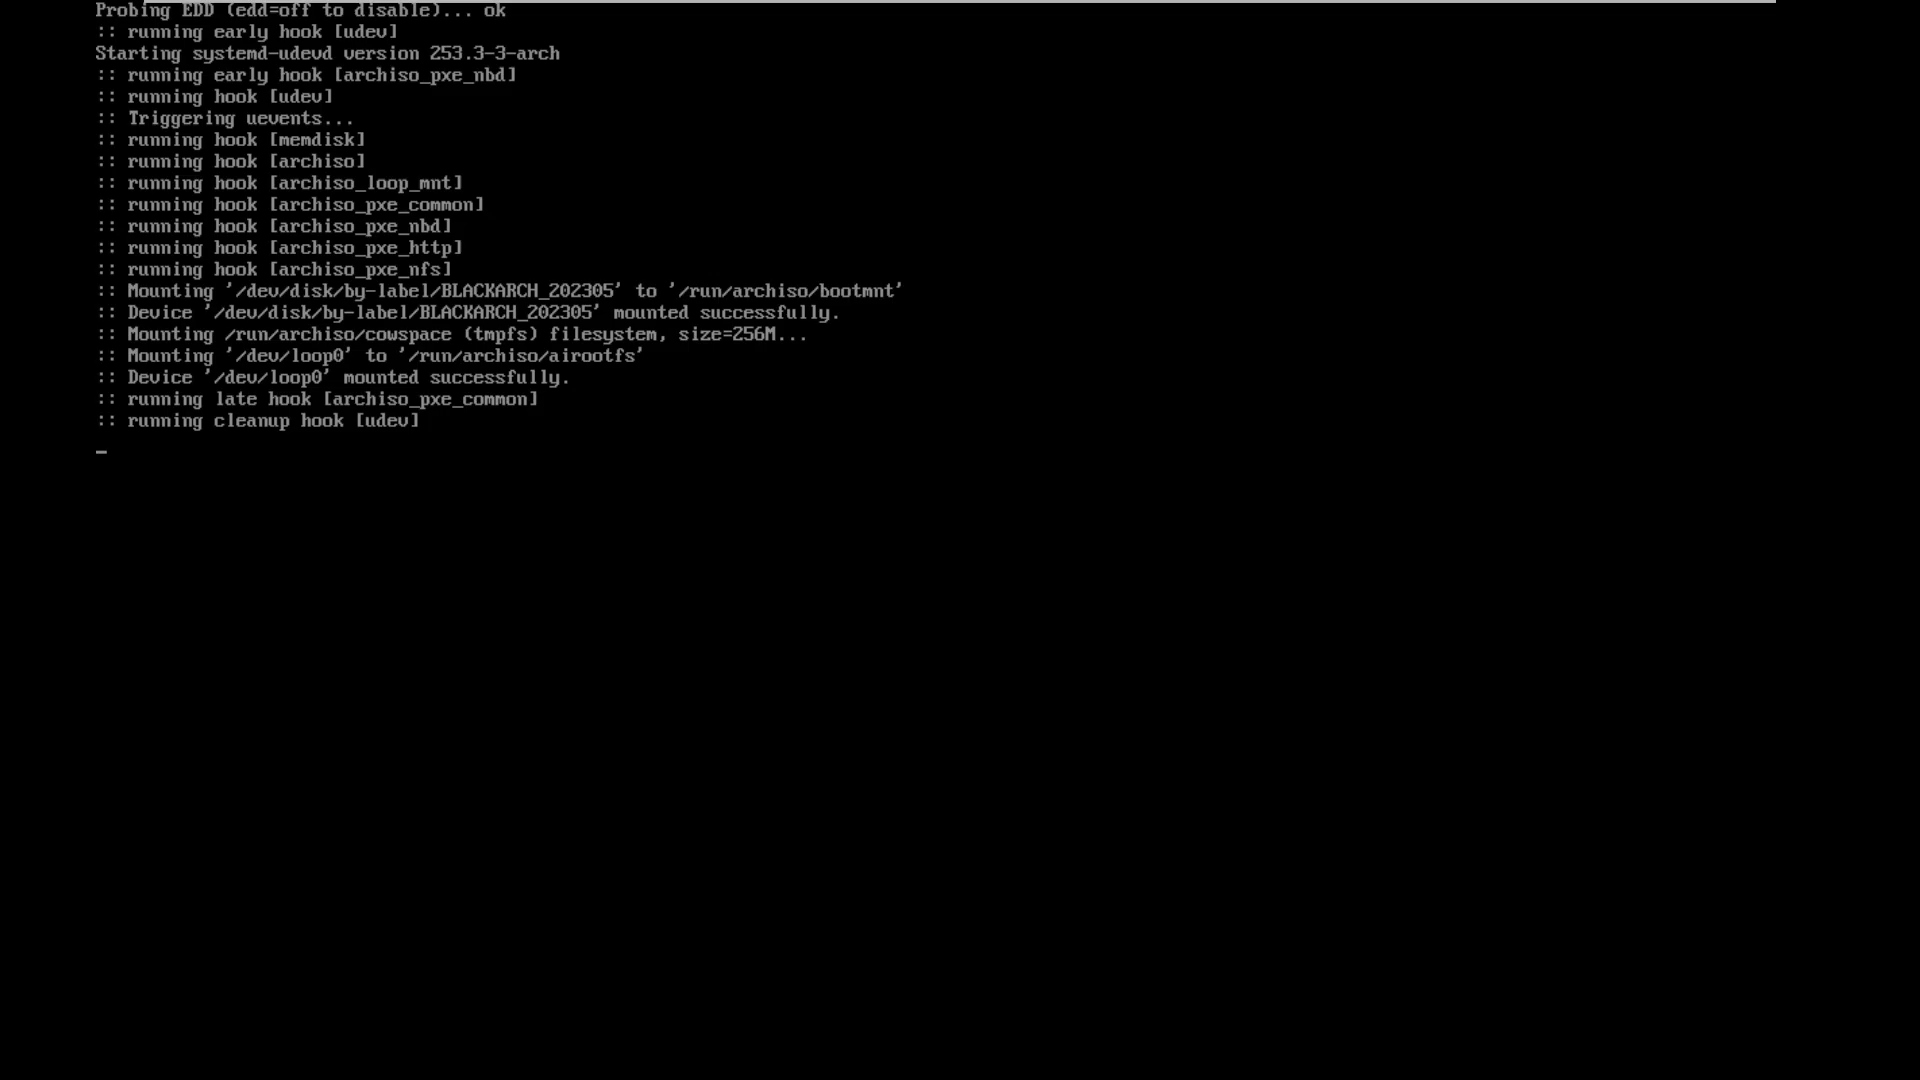 Probing EDD (edd=off to disable)... ok
:: running early hook [udev]
Starting systemd-udevd version 253.3-3-arch
:: running early hook [archiso_pxe_nbd]
:: running hook [udev]
:: Triggering uevents...
:: running hook [memdisk]
:: running hook [archiso]
:: running hook [archiso_loop_mnt]
:: running hook [archiso_pxe_common]
:: running hook [archiso_pxe_nbd]
:: running hook [archiso_pxe_http]
:: running hook [archiso_pxe_nfs]
:: Mounting '/dev/disk/by-label/BLACKARCH_202305' to '/run/archiso/bootmnt'
:: Device '/dev/disk/by-label/BLACKARCH_202305' mounted successfully.
:: Mounting /run/archiso/cowspace (tmpfs) filesystem, size=256M...
:: Mounting '/dev/loop0' to '/run/archiso/airootfs'
:: Device '/dev/loop0' mounted successfully.
:: running late hook [archiso_pxe_common]
:: running cleanup hook [udev]